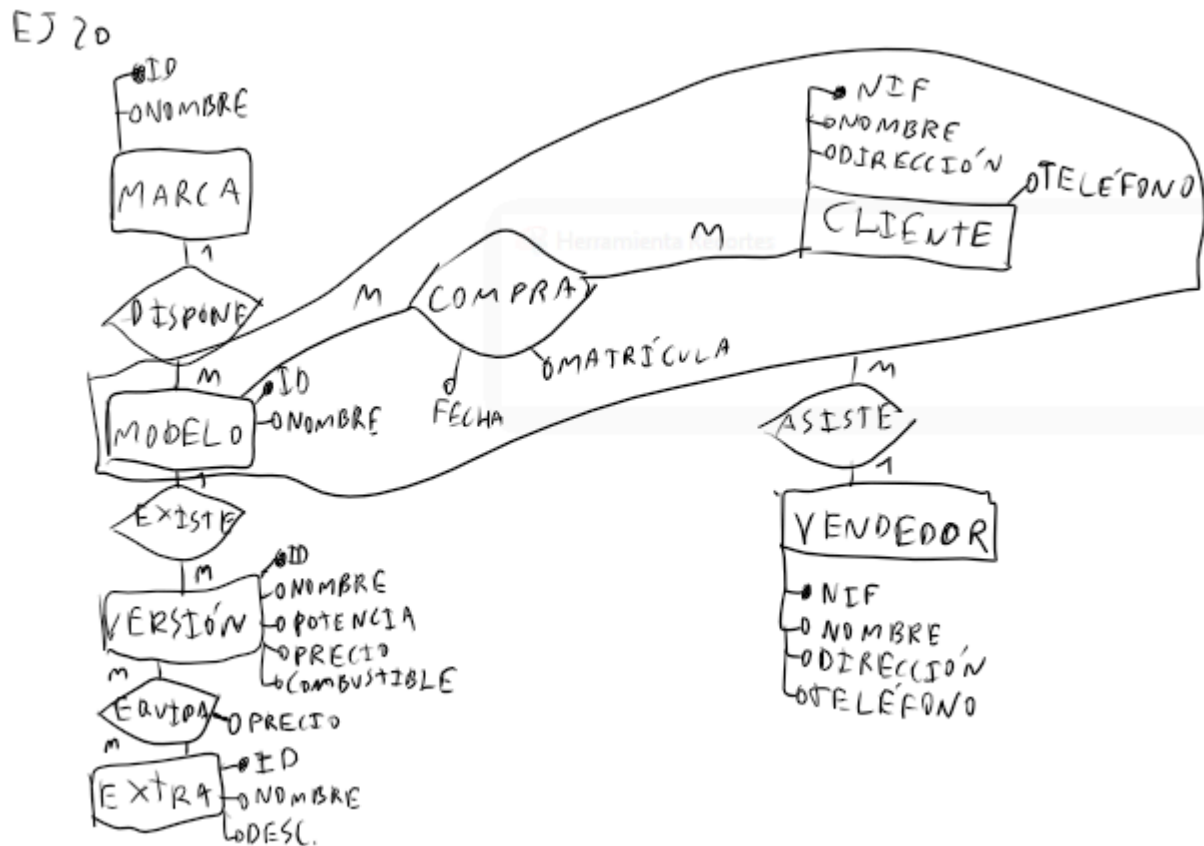 EJ 20
ID
NOMBRE
MARCA
1
DISPONE
M
MODELO
ID
NOMBRE
M
COMPRA
FECHA
MATRÍCULA
M
NIF
NOMBRE
DIRECCIÓN
TELÉFONO
CLIENTE
Herramienta Recortes
M
ASISTE
1
VENDEDOR
NIF
NOMBRE
DIRECCIÓN
TELÉFONO
1
EXISTE
M
VERSIÓN
ID
NOMBRE
POTENCIA
PRECIO
COMBUSTIBLE
M
EQUIPA
PRECIO
M
EXTRA
ID
NOMBRE
DESC.